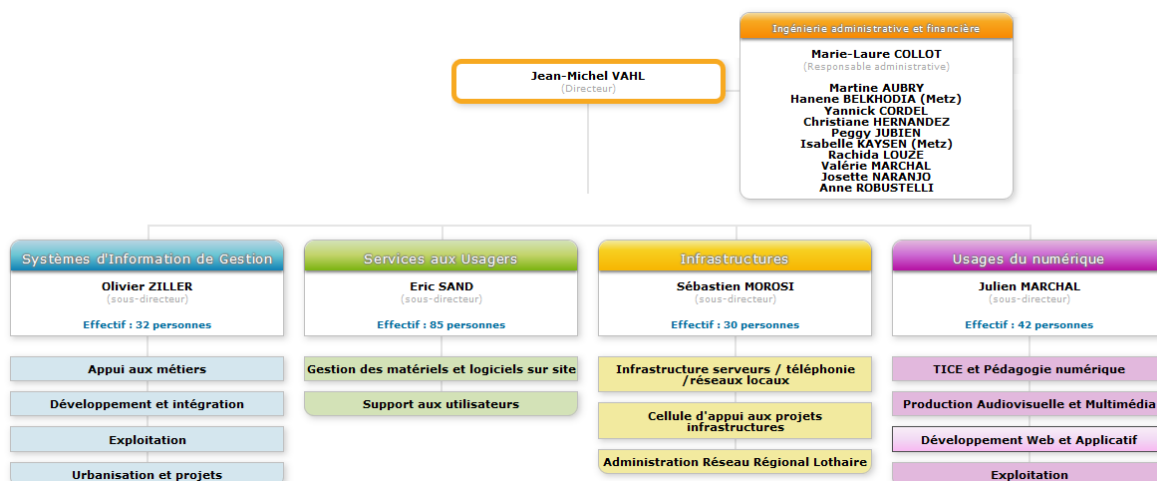 Ingénierie administrative et financière
Marie-Laure COLLOT
(Responsable administrative)
Martine AUBRY
Hanene BELKHODIA (Metz)
Yannick CORDEL
Christiane HERNANDEZ
Peggy JUBIEN
Isabelle KAYSEN (Metz)
Rachida LOUZE
Valérie MARCHAL
Josette NARANJO
Anne ROBUSTELLI
Jean-Michel VAHL
(Directeur)
Systèmes d'Information de Gestion
Olivier ZILLER
(sous-directeur)
Effectif : 32 personnes
Appui aux métiers
Développement et intégration
Exploitation
Urbanisation et projets
Services aux Usagers
Eric SAND
(sous-directeur)
Effectif : 85 personnes
Gestion des matériels et logiciels sur site
Support aux utilisateurs
Infrastructures
Sébastien MOROSI
(sous-directeur)
Effectif : 30 personnes
Infrastructure serveurs / téléphonie
/réseaux locaux
Cellule d'appui aux projets
infrastructures
Administration Réseau Régional Lothaire
Usages du numérique
Julien MARCHAL
(sous-directeur)
Effectif : 42 personnes
TICE et Pédagogie numérique
Production Audiovisuelle et Multimédia
Développement Web et Applicatif
Exploitation